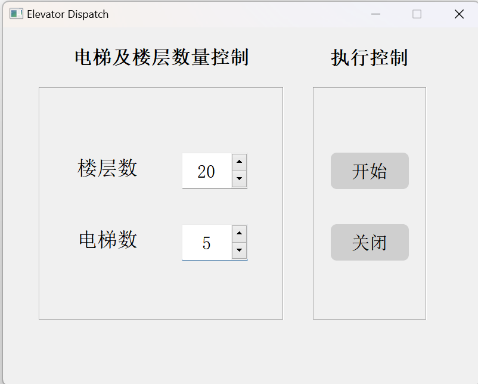 Elevator Dispatch
电梯及楼层数量控制
执行控制
楼层数
20
开始
电梯数
5
关闭